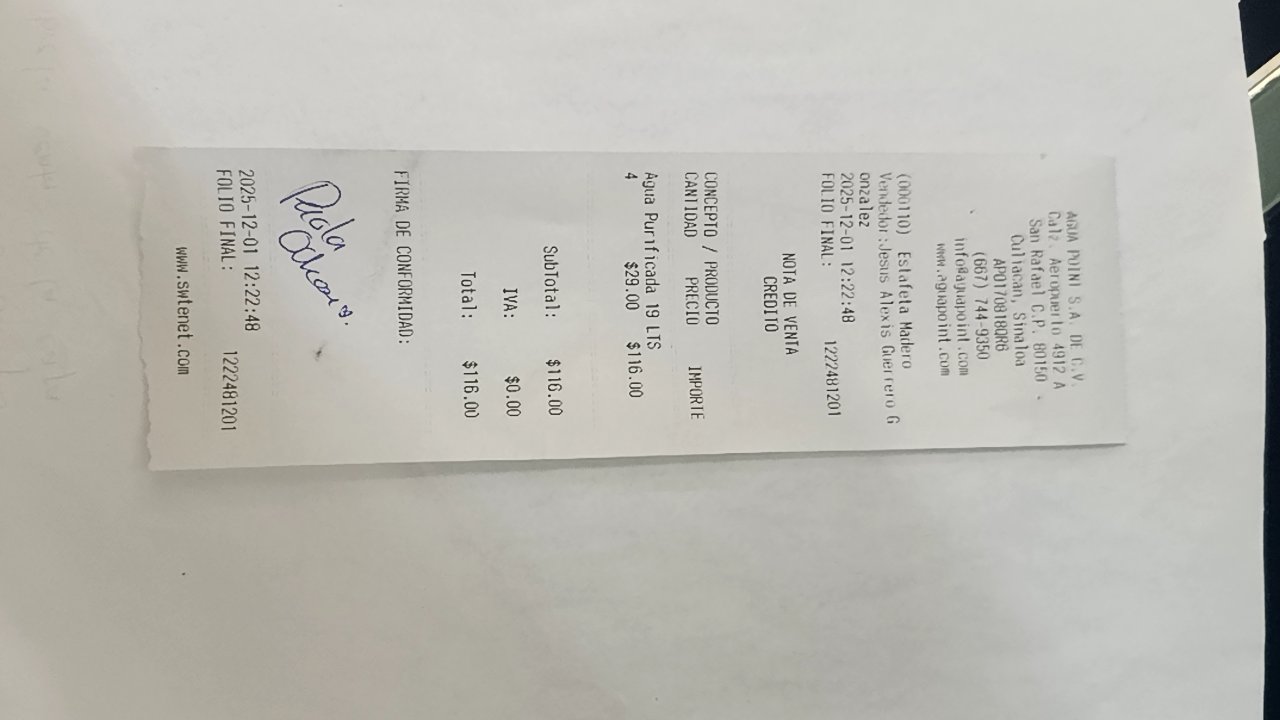 AGUA POINT S.A. DE C.V.
Calz. Aeropuerto 4912 A
San Rafael C.P. 80150
Culiacan, Sinaloa
APO170818QR6
(667) 744-9350
info@aguapoint.com
www.aguapoint.com
(000110) Estafeta Madero
Vendedor:Jesus Alexis Guerrero G
onzalez
2025-12-01 12:22:48
FOLIO FINAL: 1222481201
NOTA DE VENTA
CREDITO
CONCEPTO / PRODUCTO
CANTIDAD PRECIO IMPORTE
Agua Purificada 19 LTS
4 $29.00 $116.00
SubTotal: $116.00
IVA: $0.00
Total: $116.00
FIRMA DE CONFORMIDAD:
Paola
2025-12-01 12:22:48
FOLIO FINAL: 1222481201
www.swtenet.com